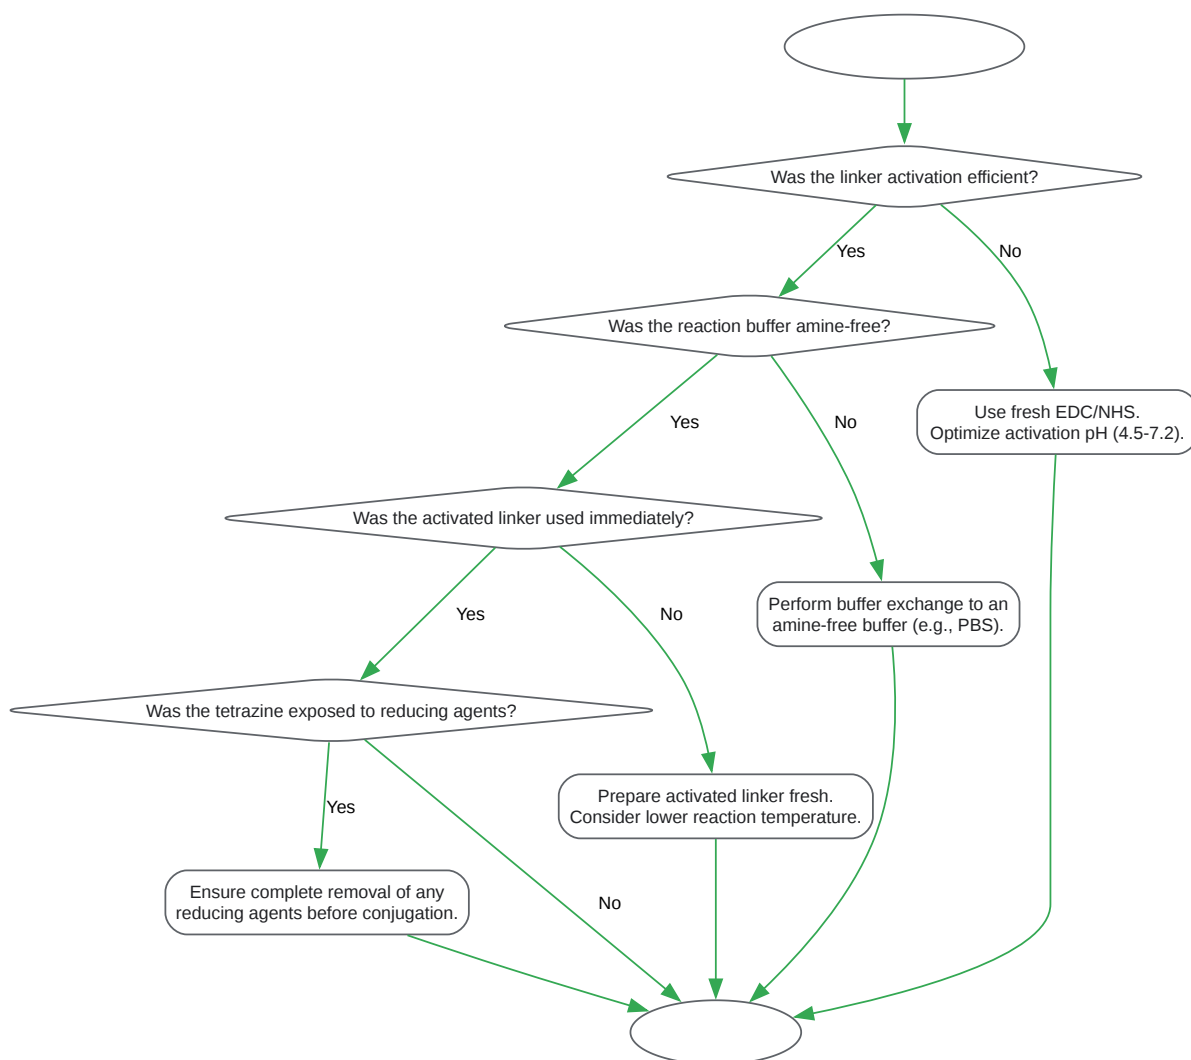 Was the linker activation efficient?
Yes
No
Was the reaction buffer amine-free?
Use fresh EDC/NHS.
Optimize activation pH (4.5-7.2).
Yes
No
Was the activated linker used immediately?
Perform buffer exchange to an
amine-free buffer (e.g., PBS).
Yes
No
Was the tetrazine exposed to reducing agents?
Prepare activated linker fresh.
Consider lower reaction temperature.
Yes
No
Ensure complete removal of any
reducing agents before conjugation.